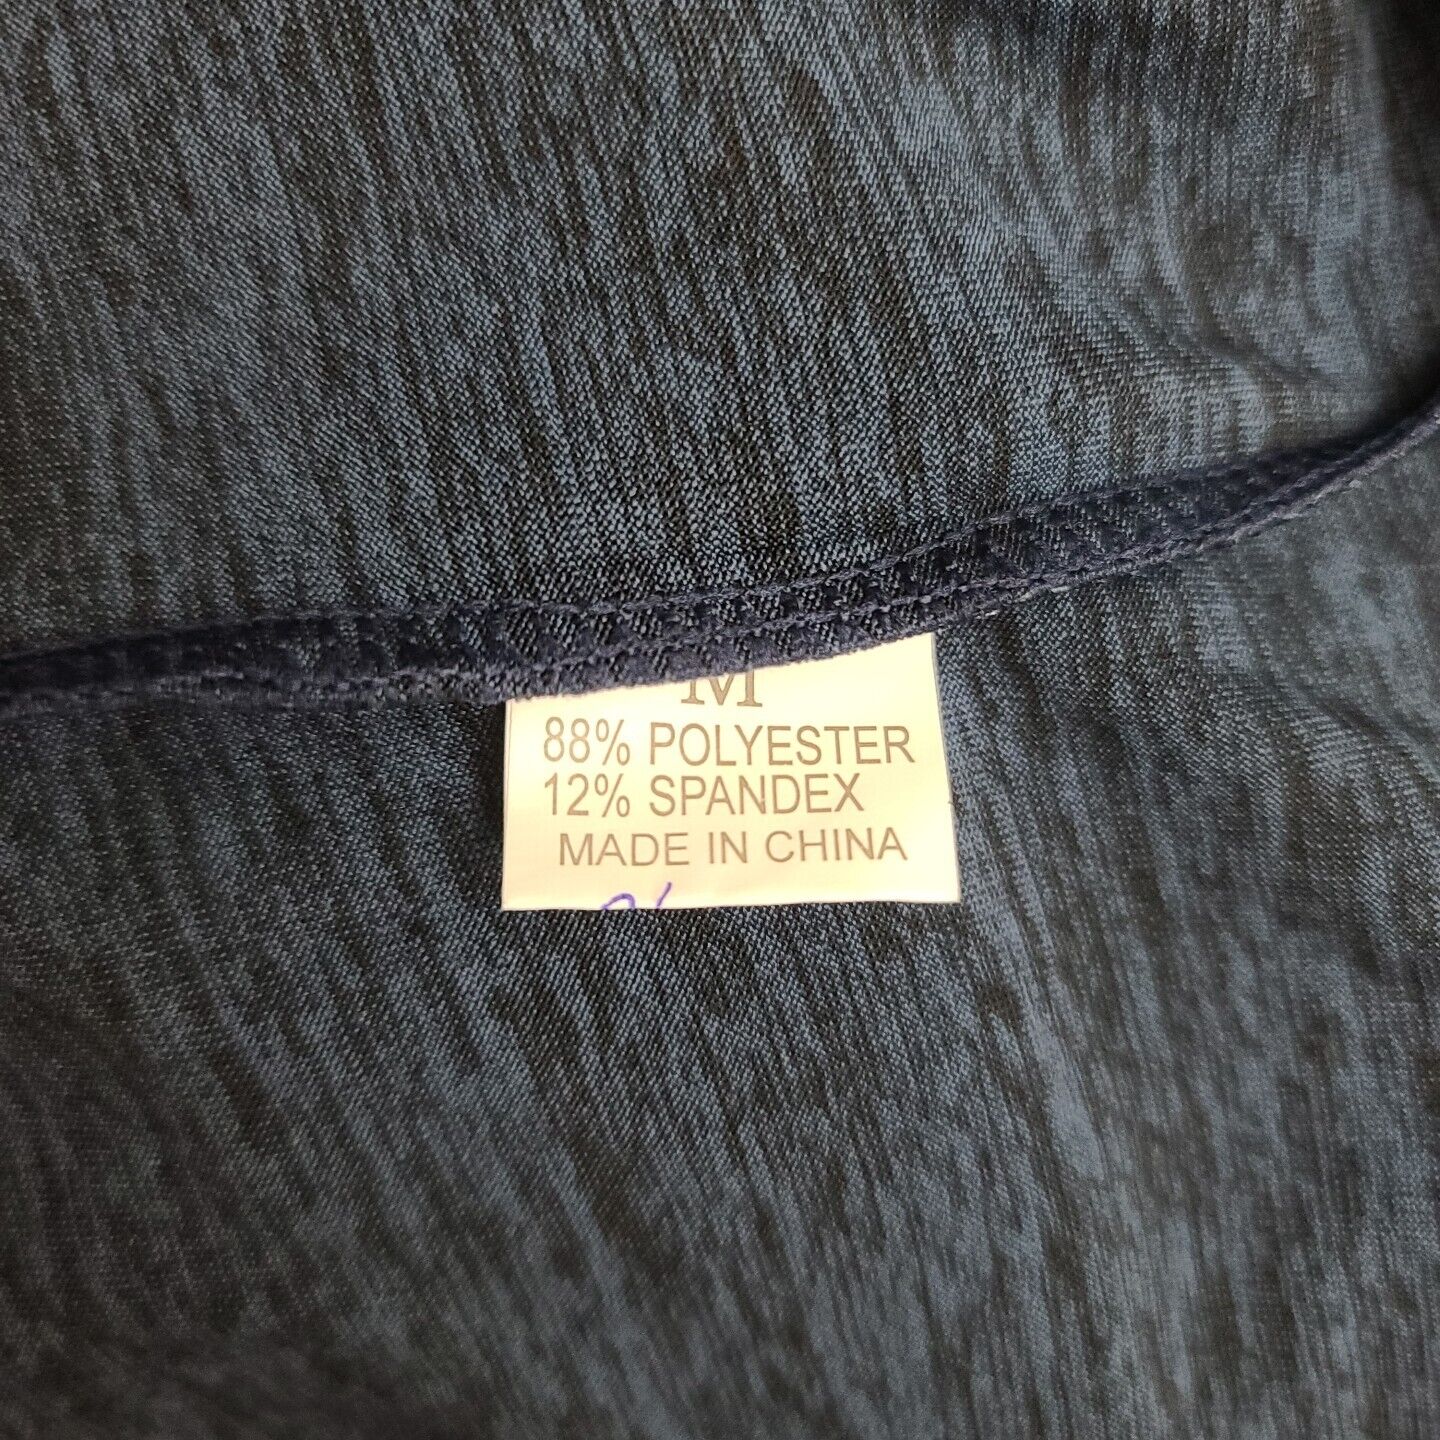 M
88% POLYESTER
12% SPANDEX
MADE IN CHINA